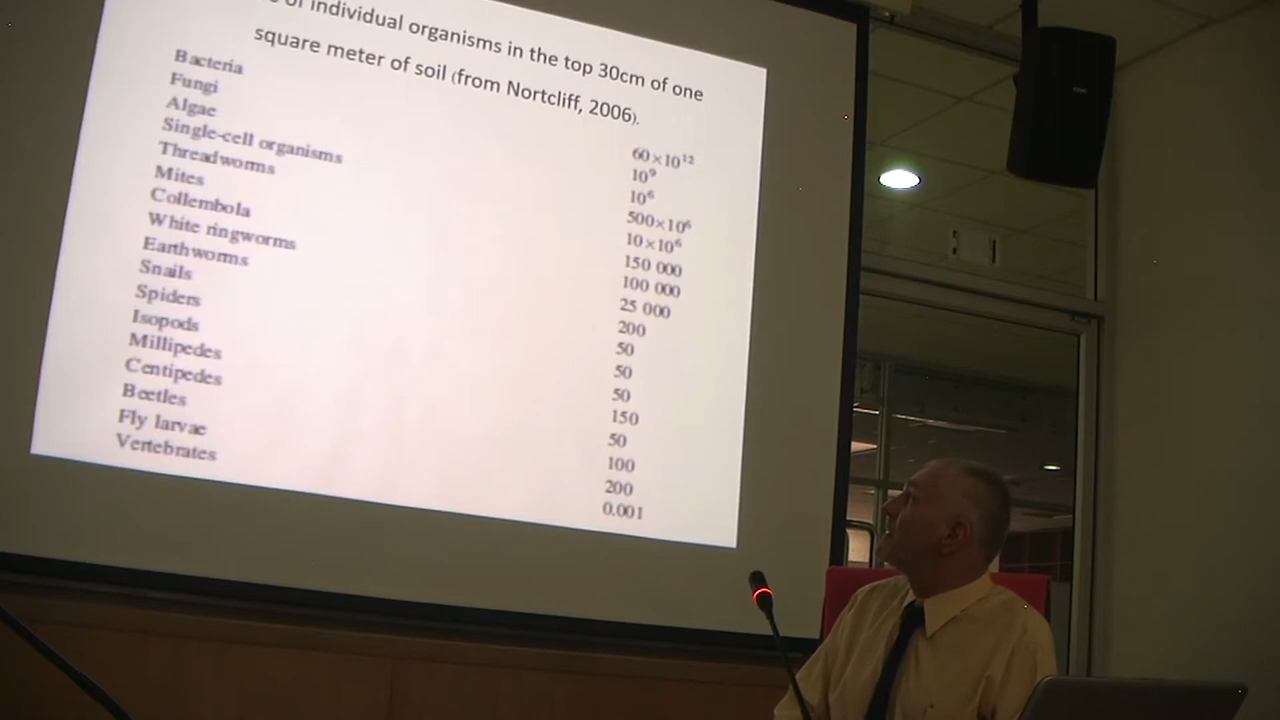 of individual organisms in the top 30cm of one
square meter of soil (from Nortcliff, 2006).
Bacteria 60×10¹²
Fungi 10⁹
Algae 10⁶
Single-cell organisms 500×10⁶
Threadworms 10×10⁶
Mites 150 000
Collembola 100 000
White ringworms 25 000
Earthworms 200
Snails 50
Spiders 50
Isopods 50
Millipedes 150
Centipedes 50
Beetles 100
Fly larvae 200
Vertebrates 0.001